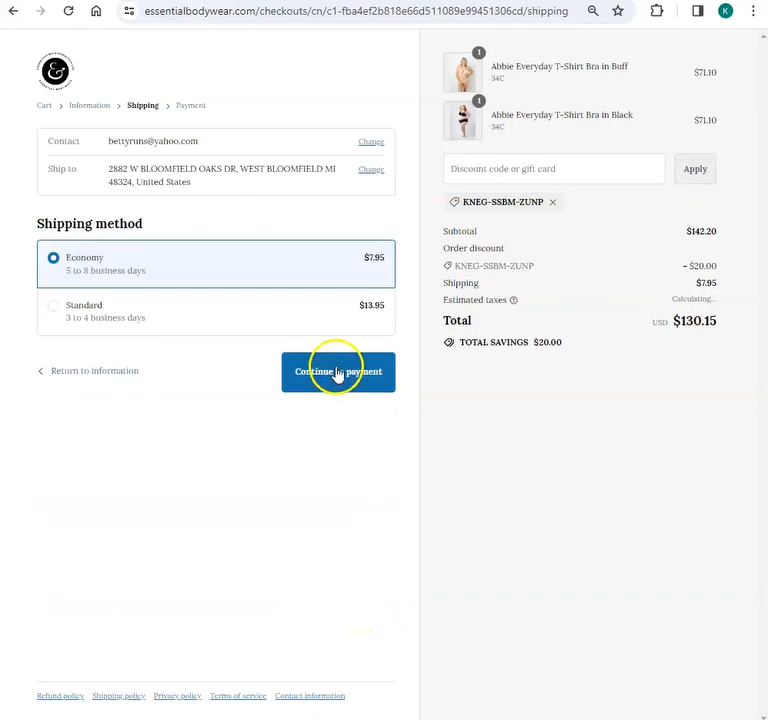 essentialbodywear.com/checkouts/cn/c1-fba4ef2b818e66d511089e99451306cd/shipping
K
&
Cart > Information > Shipping > Payment
Contact bettyruns@yahoo.com Change
Ship to 2882 W BLOOMFIELD OAKS DR, WEST BLOOMFIELD MI Change
48324, United States
Shipping method
Economy $7.95
5 to 8 business days
Standard $13.95
3 to 4 business days
Return to information
Continue to payment
Refund policy Shipping policy Privacy policy Terms of service Contact information
1
Abbie Everyday T-Shirt Bra in Buff $71.10
34C
1
Abbie Everyday T-Shirt Bra in Black $71.10
34C
Discount code or gift card Apply
KNEG-SSBM-ZUNP
Subtotal $142.20
Order discount
KNEG-SSBM-ZUNP - $20.00
Shipping $7.95
Estimated taxes Calculating...
Total USD $130.15
TOTAL SAVINGS $20.00